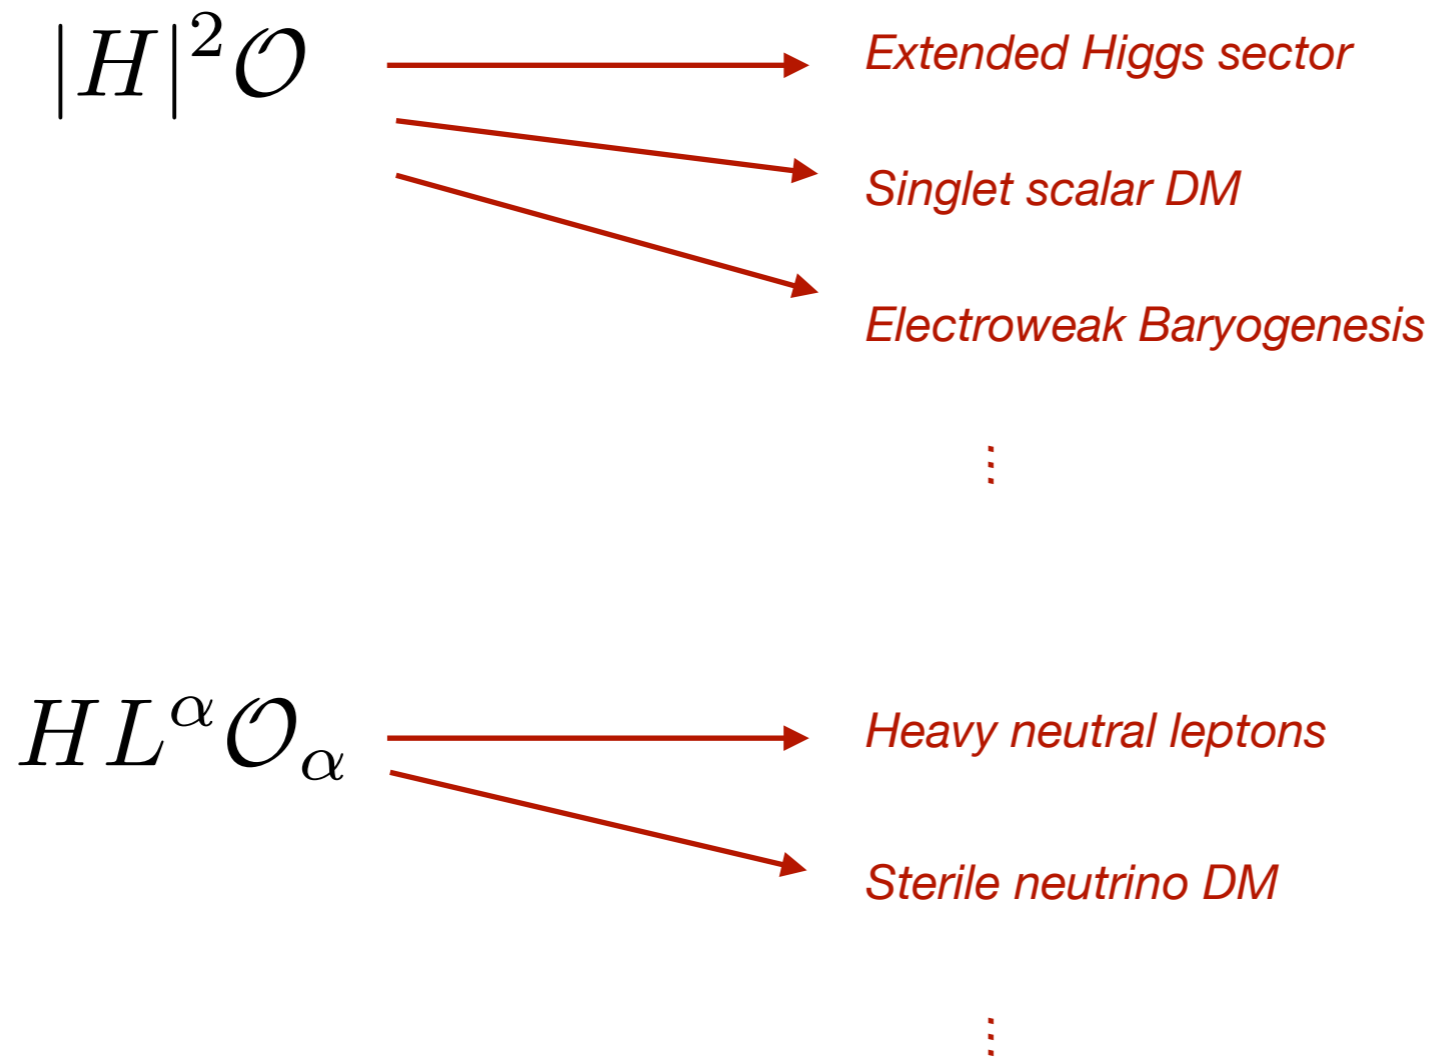 |H|²𝒪
Extended Higgs sector
Singlet scalar DM
Electroweak Baryogenesis
⋮
HL^α𝒪_α
Heavy neutral leptons
Sterile neutrino DM
⋮